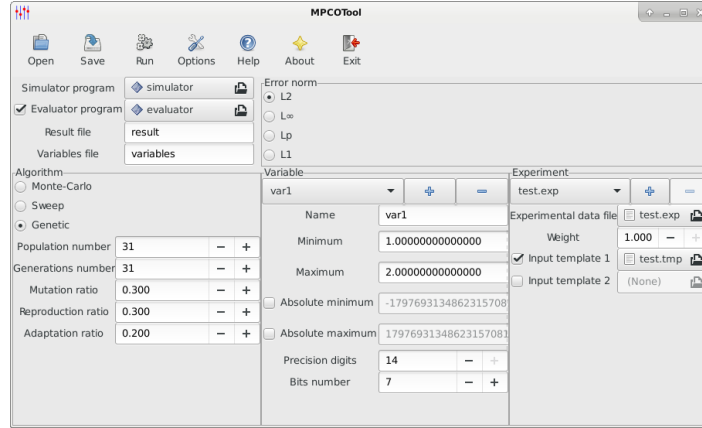 MPCOTool
Open Save Run Options Help About Exit
Simulator program simulator
Evaluator program evaluator
Result file result
Variables file variables
Error norm
L2
L∞
Lp
L1
Algorithm
Monte-Carlo
Sweep
Genetic
Population number 31
Generations number 31
Mutation ratio 0.300
Reproduction ratio 0.300
Adaptation ratio 0.200
Variable
var1
Name var1
Minimum 1.00000000000000
Maximum 2.00000000000000
Absolute minimum -1797693134862315708
Absolute maximum 17976931348623157081
Precision digits 14
Bits number 7
Experiment
test.exp
Experimental data file test.exp
Weight 1.000
Input template 1 test.tmp
Input template 2 (None)